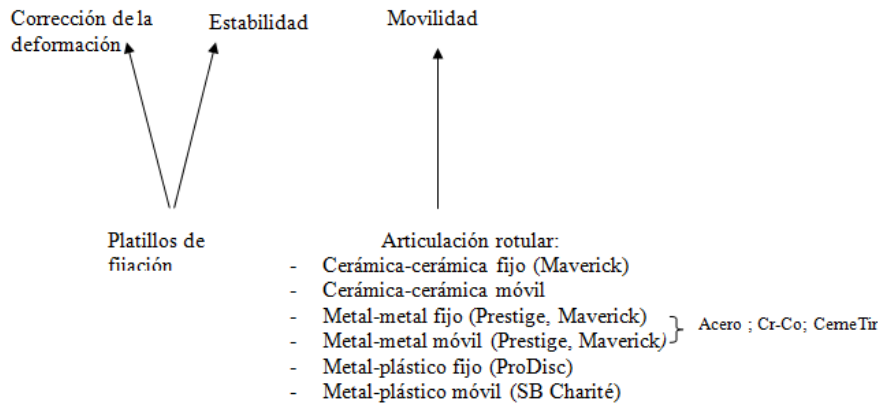 Corrección de la
deformación
Estabilidad
Movilidad
Platillos de
fijación
Articulación rotular:
- Cerámica-cerámica fijo (Maverick)
- Cerámica-cerámica móvil
- Metal-metal fijo (Prestige, Maverick)
- Metal-metal móvil (Prestige, Maverick)
- Metal-plástico fijo (ProDisc)
- Metal-plástico móvil (SB Charité)
Acero ; Cr-Co; CemeTir